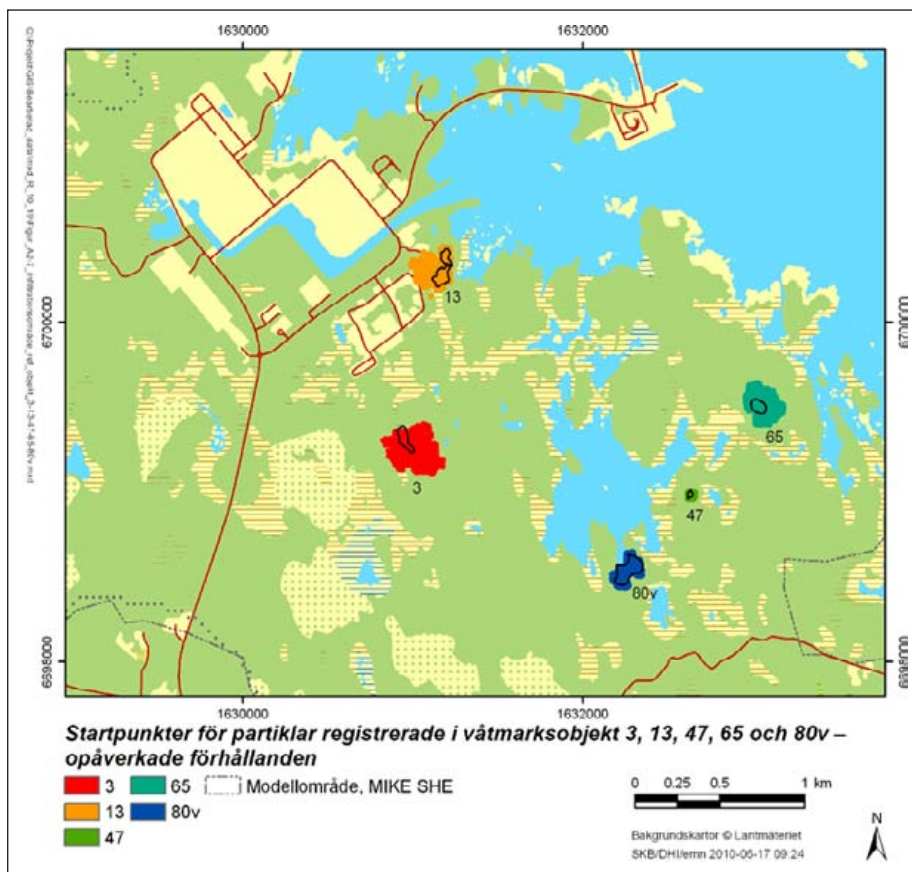 1630000
1632000
6700000
6700000
13
3
65
47
80v
6698000
6698000
1630000
1632000
Startpunkter för partiklar registrerade i våtmarksobjekt 3, 13, 47, 65 och 80v –
opåverkade förhållanden
3
65
Modellområde, MIKE SHE
13
80v
47
0 0.25 0.5 1 km
Bakgrundskartor © Lantmäteriet
SKB/DHI/emn 2010-06-17 09:24
N